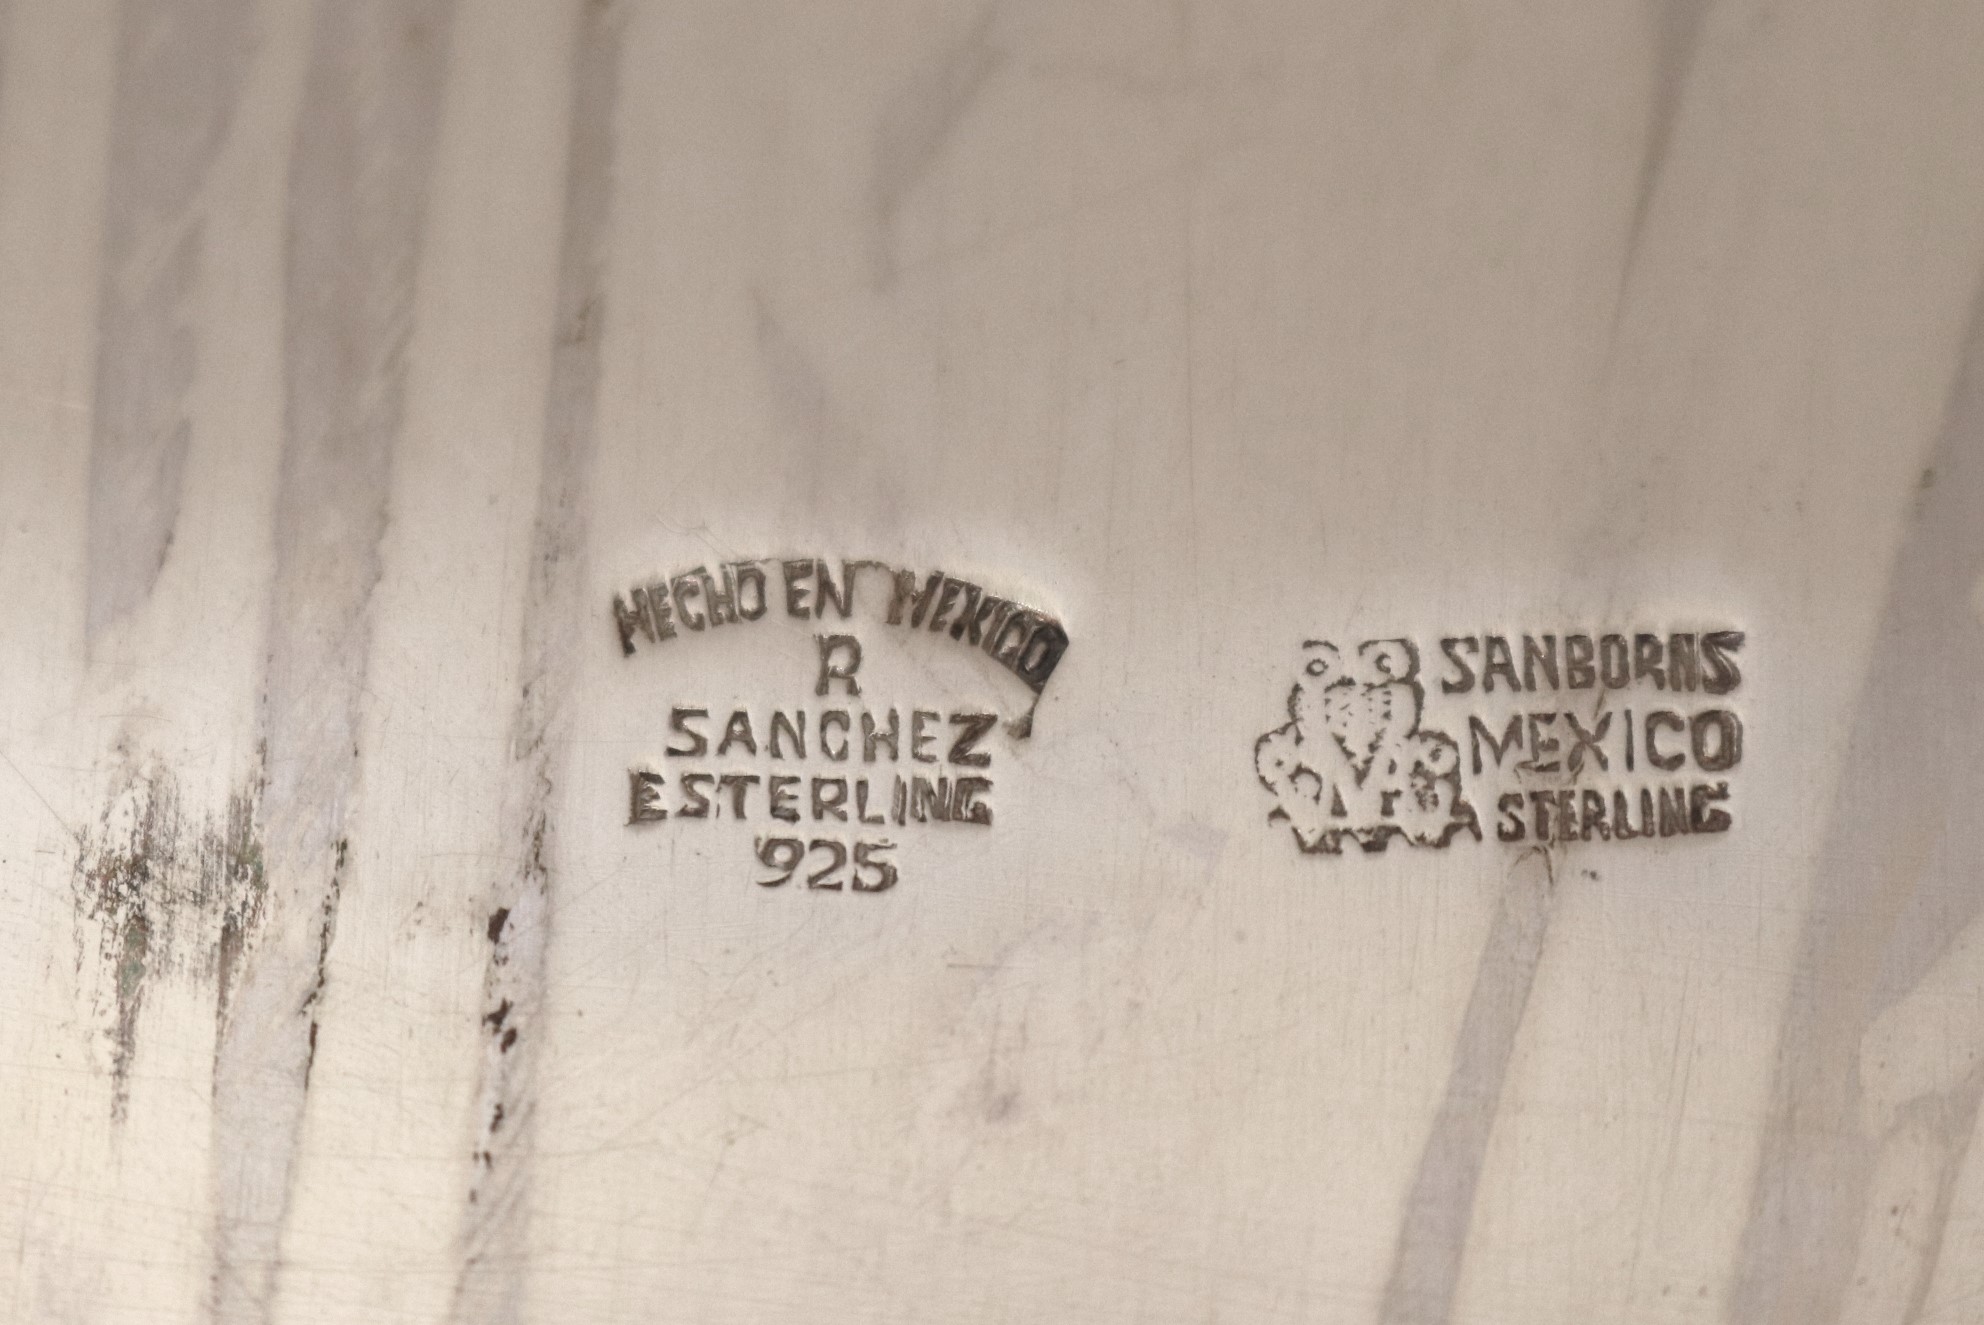 HECHO EN MEXICO
R
SANCHEZ
ESTERLING
925
SANBORNS
MEXICO
STERLING